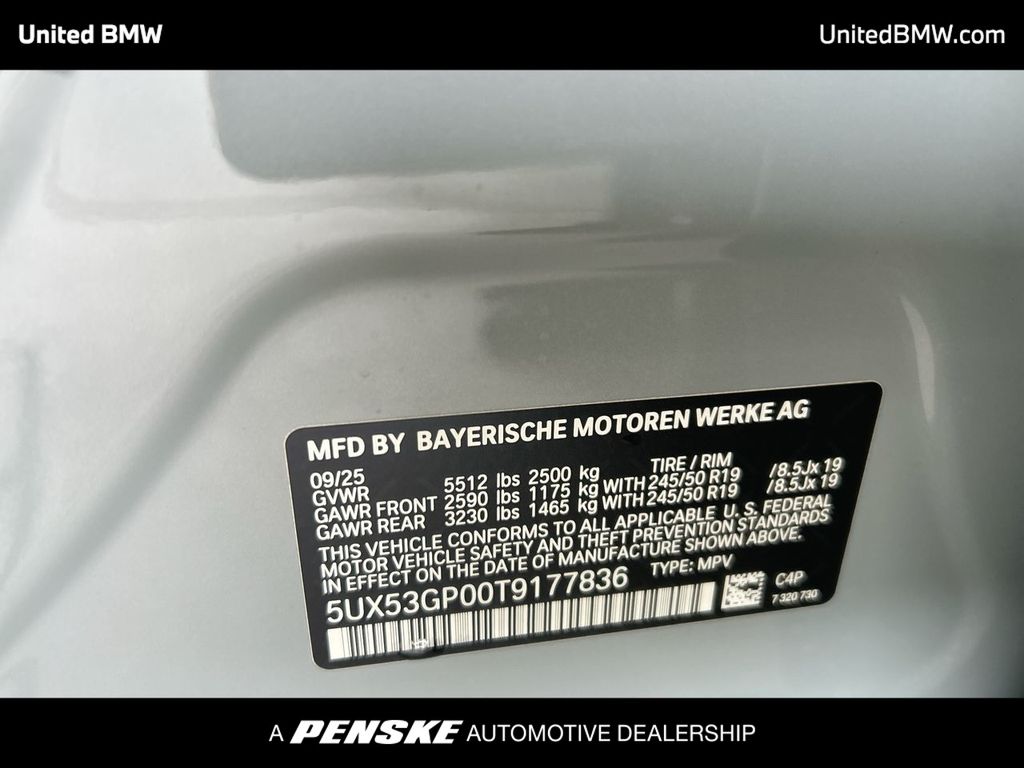 United BMW
UnitedBMW.com
MFD BY BAYERISCHE MOTOREN WERKE AG
09/25 TIRE / RIM
GVWR 5512 lbs 2500 kg
GAWR FRONT 2590 lbs 1175 kg WITH 245/50 R19 /8.5Jx 19
GAWR REAR 3230 lbs 1465 kg WITH 245/50 R19 /8.5Jx 19
THIS VEHICLE CONFORMS TO ALL APPLICABLE U. S. FEDERAL
MOTOR VEHICLE SAFETY AND THEFT PREVENTION STANDARDS
IN EFFECT ON THE DATE OF MANUFACTURE SHOWN ABOVE.
5UX53GP00T9177836 TYPE: MPV
C4P
7 320 730
A PENSKE AUTOMOTIVE DEALERSHIP